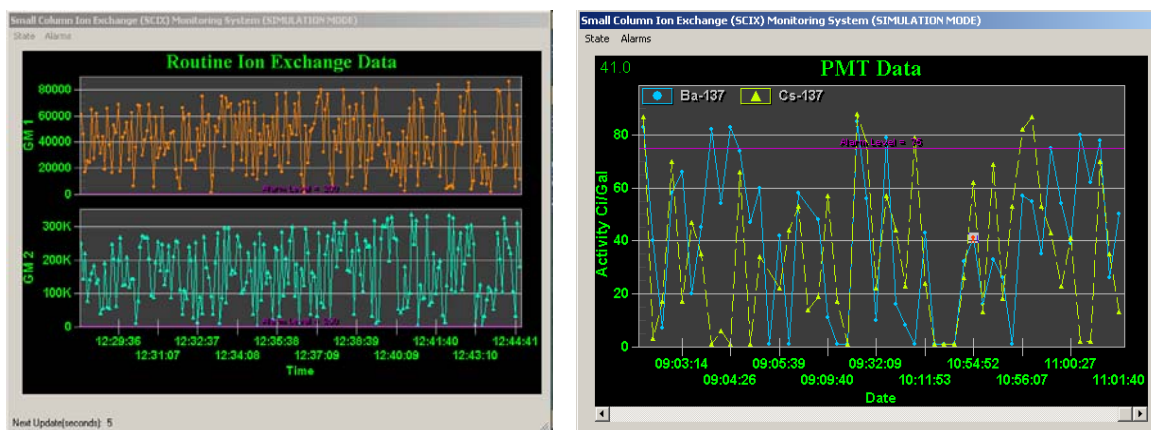 Small Column Ion Exchange (SCIX) Monitoring System (SIMULATION MODE)
State Alarms
Routine Ion Exchange Data
80000
60000
40000
20000
0
GM 1
300K
200K
100K
0
GM 2
12:29:36 12:32:37 12:35:38 12:38:39 12:41:40 12:44:41
12:31:07 12:34:08 12:37:09 12:40:09 12:43:10
Time
Next Update(seconds): 5
Small Column Ion Exchange (SCIX) Monitoring System (SIMULATION MODE)
State Alarms
41.0
PMT Data
Ba-137 Cs-137
80
60
40
20
0
Activity Ci/Gal
Alarm Level =
09:03:14 09:05:39 09:32:09 10:54:52 11:00:27
09:04:26 09:09:40 10:11:53 10:56:07 11:01:40
Date